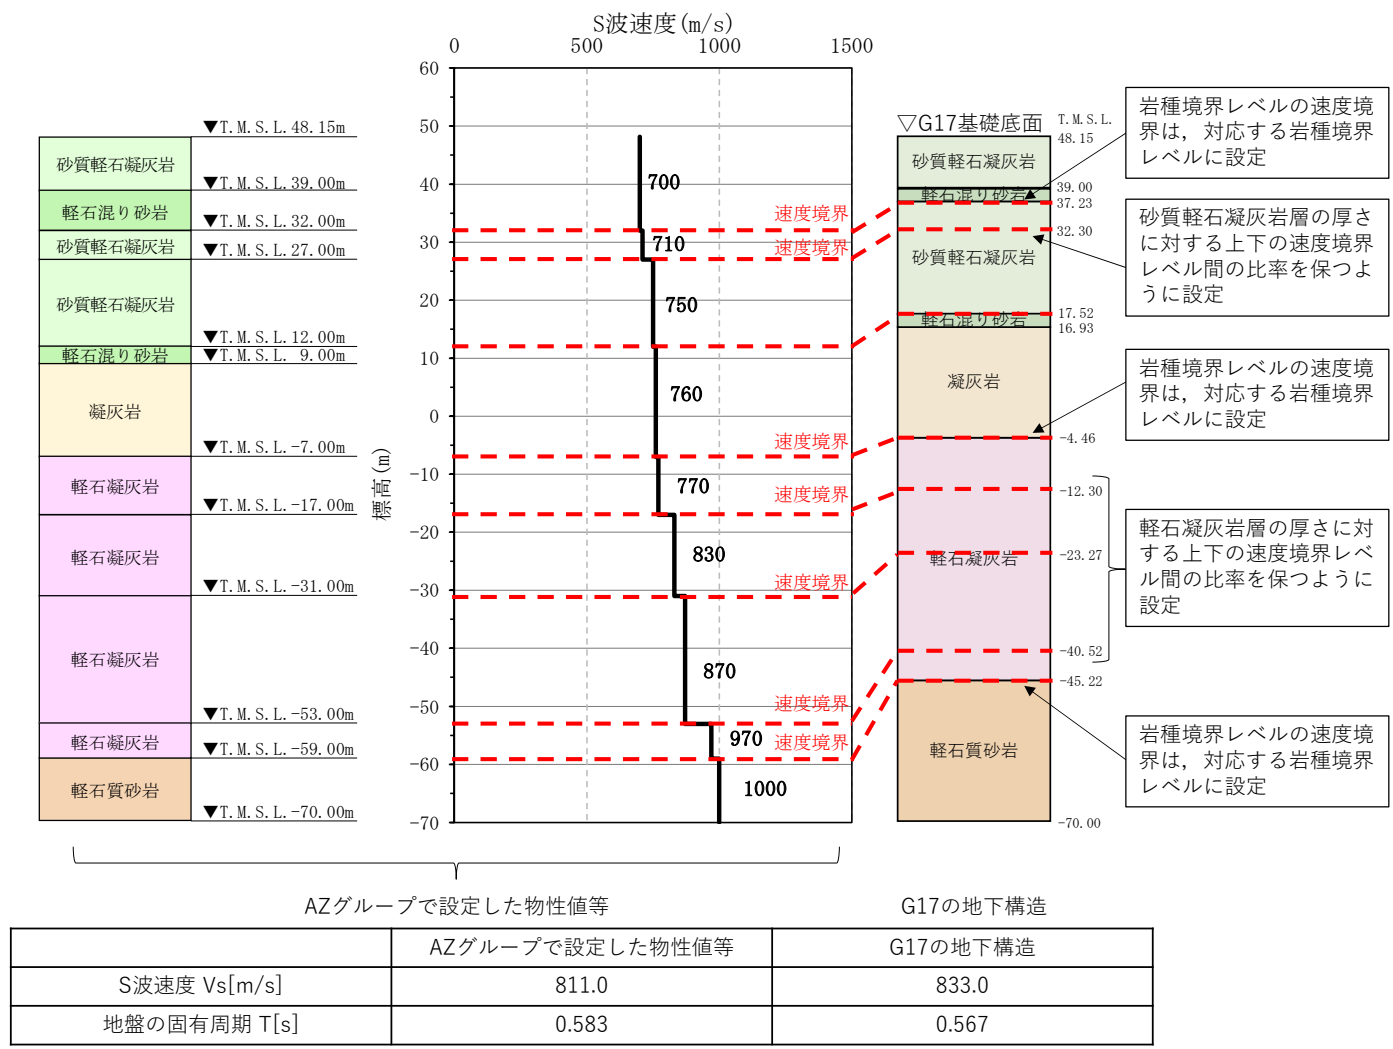 S波速度(m/s)
0
500
1000
1500
60
50
40
30
20
10
0
-10
-20
-30
-40
-50
-60
-70
標高(m)
▼T.M.S.L.48.15m
砂質軽石凝灰岩
▼T.M.S.L.39.00m
軽石混り砂岩
▼T.M.S.L.32.00m
砂質軽石凝灰岩
▼T.M.S.L.27.00m
砂質軽石凝灰岩
▼T.M.S.L.12.00m
軽石混り砂岩
▼T.M.S.L. 9.00m
凝灰岩
▼T.M.S.L.-7.00m
軽石凝灰岩
▼T.M.S.L.-17.00m
軽石凝灰岩
▼T.M.S.L.-31.00m
軽石凝灰岩
▼T.M.S.L.-53.00m
軽石凝灰岩
▼T.M.S.L.-59.00m
軽石質砂岩
▼T.M.S.L.-70.00m
700
710
750
760
770
830
870
970
1000
速度境界
速度境界
速度境界
速度境界
速度境界
速度境界
速度境界
▽G17基礎底面
T.M.S.L.
48.15
砂質軽石凝灰岩
39.00
軽石混り砂岩
37.23
32.30
砂質軽石凝灰岩
17.52
軽石混り砂岩
16.93
凝灰岩
-4.46
-12.30
-23.27
軽石凝灰岩
-40.52
-45.22
軽石質砂岩
-70.00
岩種境界レベルの速度境
界は，対応する岩種境界
レベルに設定
砂質軽石凝灰岩層の厚さ
に対する上下の速度境界
レベル間の比率を保つよ
うに設定
岩種境界レベルの速度境
界は，対応する岩種境界
レベルに設定
軽石凝灰岩層の厚さに対
する上下の速度境界レベ
ル間の比率を保つように
設定
岩種境界レベルの速度境
界は，対応する岩種境界
レベルに設定
AZグループで設定した物性値等
G17の地下構造
AZグループで設定した物性値等
G17の地下構造
S波速度 Vs[m/s]
811.0
833.0
地盤の固有周期 T[s]
0.583
0.567